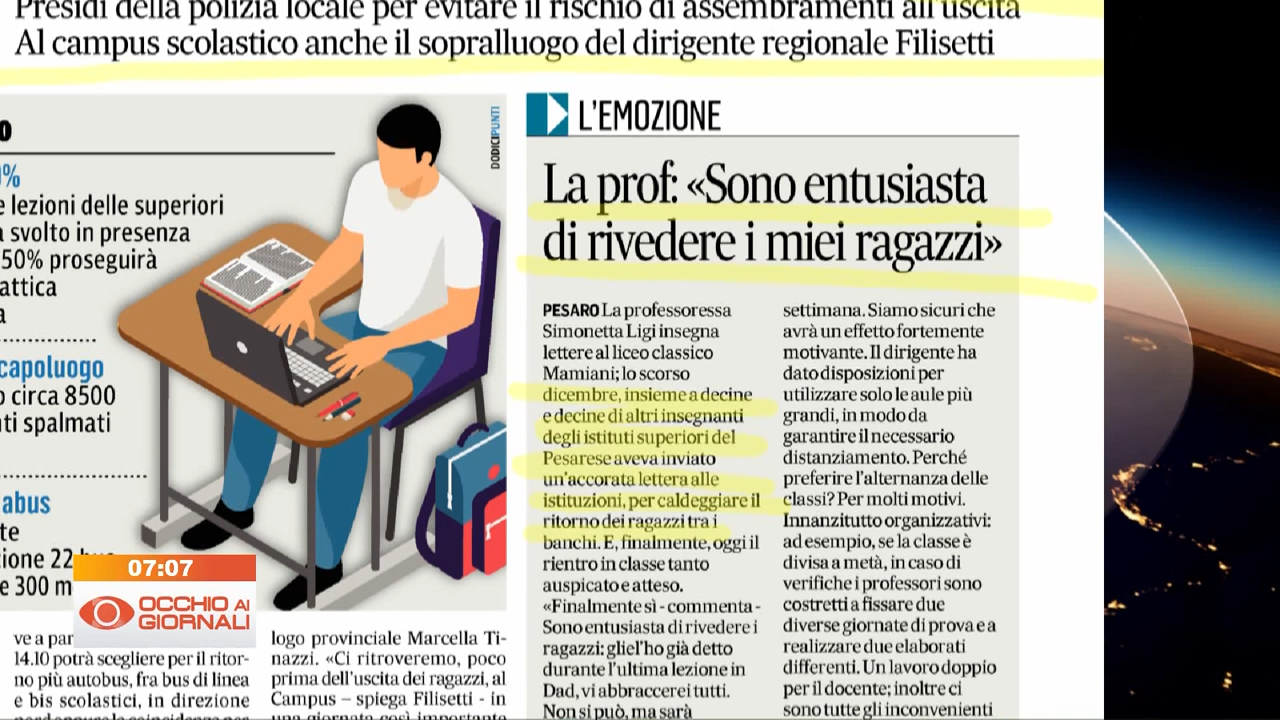 Presidi della polizia locale per evitare il rischio di assembramenti all'uscita
Al campus scolastico anche il sopralluogo del dirigente regionale Filisetti
DODICIPUNTI
e lezioni delle superiori
svolto in presenza
50% proseguirà
attica
capoluogo
circa 8500
ti spalmati
abus
te
zione 22 bus
e 300 m
07:07
OCCHIO AI
GIORNALI
ve a par
14.10 potrà scegliere per il ritor-
no più autobus, fra bus di linea
e bis scolastici, in direzione
logo provinciale Marcella Ti-
nazzi. «Ci ritroveremo, poco
prima dell'uscita dei ragazzi, al
Campus – spiega Filisetti - in
una giornata così importante
L'EMOZIONE
La prof: «Sono entusiasta
di rivedere i miei ragazzi»
PESARO La professoressa
Simonetta Ligi insegna
lettere al liceo classico
Mamiani; lo scorso
dicembre, insieme a decine
e decine di altri insegnanti
degli istituti superiori del
Pesarese aveva inviato
un'accorata lettera alle
istituzioni, per caldeggiare il
ritorno dei ragazzi tra i
banchi. E, finalmente, oggi il
rientro in classe tanto
auspicato e atteso.
«Finalmente sì - commenta -
Sono entusiasta di rivedere i
ragazzi: gliel'ho già detto
durante l'ultima lezione in
Dad, vi abbraccerei tutti.
Non si può, ma sarà
settimana. Siamo sicuri che
avrà un effetto fortemente
motivante. Il dirigente ha
dato disposizioni per
utilizzare solo le aule più
grandi, in modo da
garantire il necessario
distanziamento. Perché
preferire l'alternanza delle
classi? Per molti motivi.
Innanzitutto organizzativi:
ad esempio, se la classe è
divisa a metà, in caso di
verifiche i professori sono
costretti a fissare due
diverse giornate di prova e a
realizzare due elaborati
differenti. Un lavoro doppio
per il docente; inoltre ci
sono tutte gli inconvenienti